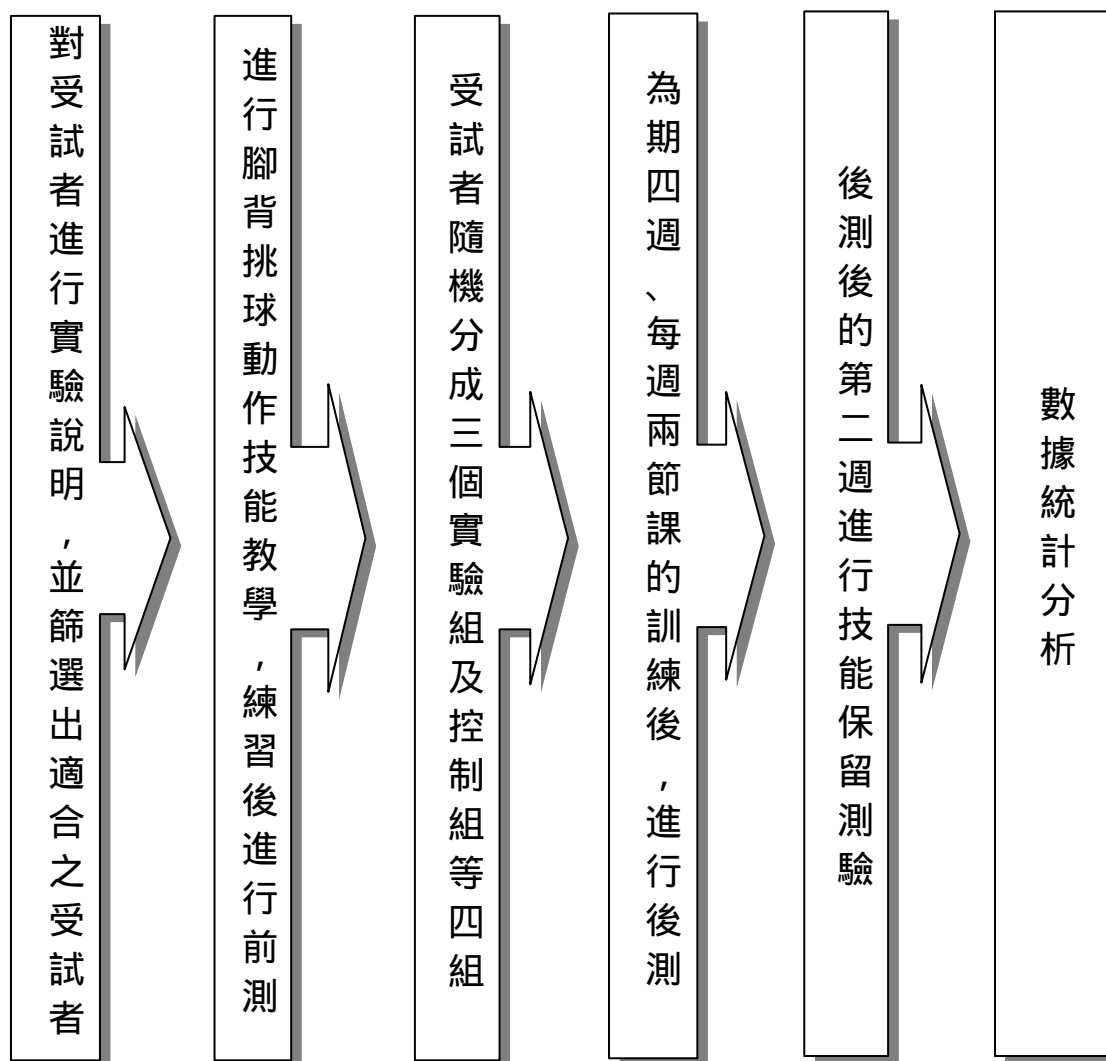 對受試者進行實驗說明，並篩選出適合之受試者
進行腳背挑球動作技能教學，練習後進行前測
受試者隨機分成三個實驗組及控制組等四組
為期四週、每週兩節課的訓練後，進行後測
後測後的第二週進行技能保留測驗
數據統計分析